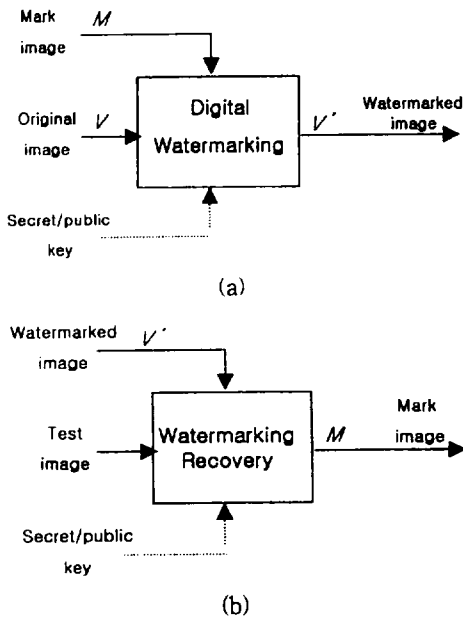 Mark M
image
Digital
Watermarking
Original V
image
V' Watermarked
image
Secret/public
key
(a)
Watermarked V'
image
Watermarking
Recovery
Test
image
M Mark
image
Secret/public
key
(b)